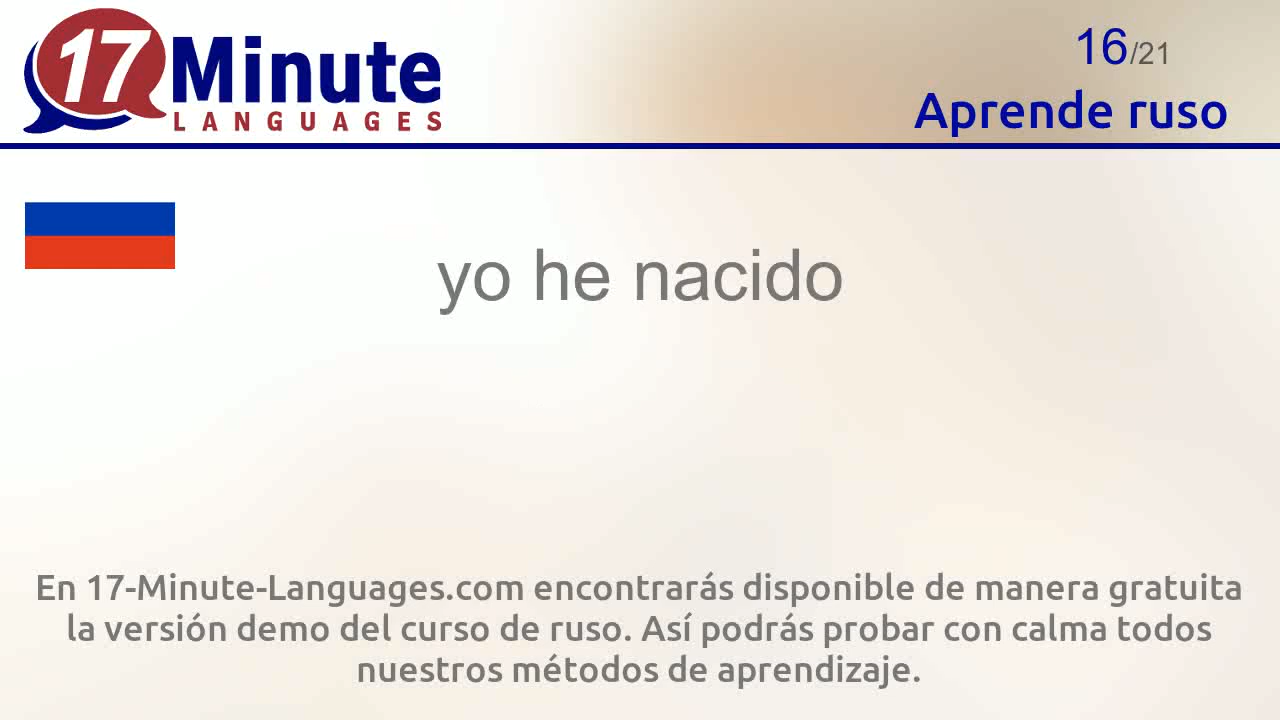 17 Minute
LANGUAGES
16/21
Aprende ruso
yo he nacido
En 17-Minute-Languages.com encontrarás disponible de manera gratuita
la versión demo del curso de ruso. Así podrás probar con calma todos
nuestros métodos de aprendizaje.